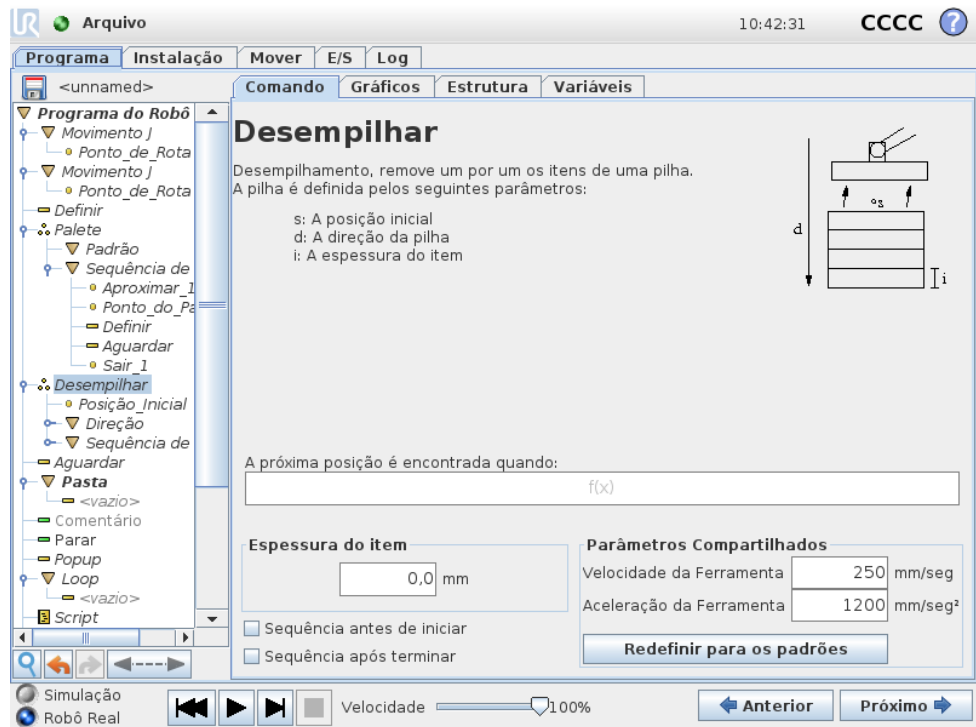 UR Arquivo 10:42:31 CCCC ?
Programa Instalação Mover E/S Log
<unnamed>
Comando Gráficos Estrutura Variáveis
Programa do Robô
Movimento J
Ponto_de_Rota
Movimento J
Ponto_de_Rota
Definir
Palete
Padrão
Sequência de
Aproximar_1
Ponto_do_Pa
Definir
Aguardar
Sair_1
Desempilhar
Posição_Inicial
Direção
Sequência de
Aguardar
Pasta
<vazio>
Comentário
Parar
Popup
Loop
<vazio>
Script
Desempilhar
Desempilhamento, remove um por um os itens de uma pilha.
A pilha é definida pelos seguintes parâmetros:
s: A posição inicial
d: A direção da pilha
i: A espessura do item
s
d
i
A próxima posição é encontrada quando:
f(x)
Espessura do item
0,0 mm
Sequência antes de iniciar
Sequência após terminar
Parâmetros Compartilhados
Velocidade da Ferramenta 250 mm/seg
Aceleração da Ferramenta 1200 mm/seg²
Redefinir para os padrões
Simulação
Robô Real
Velocidade 100%
Anterior
Próximo